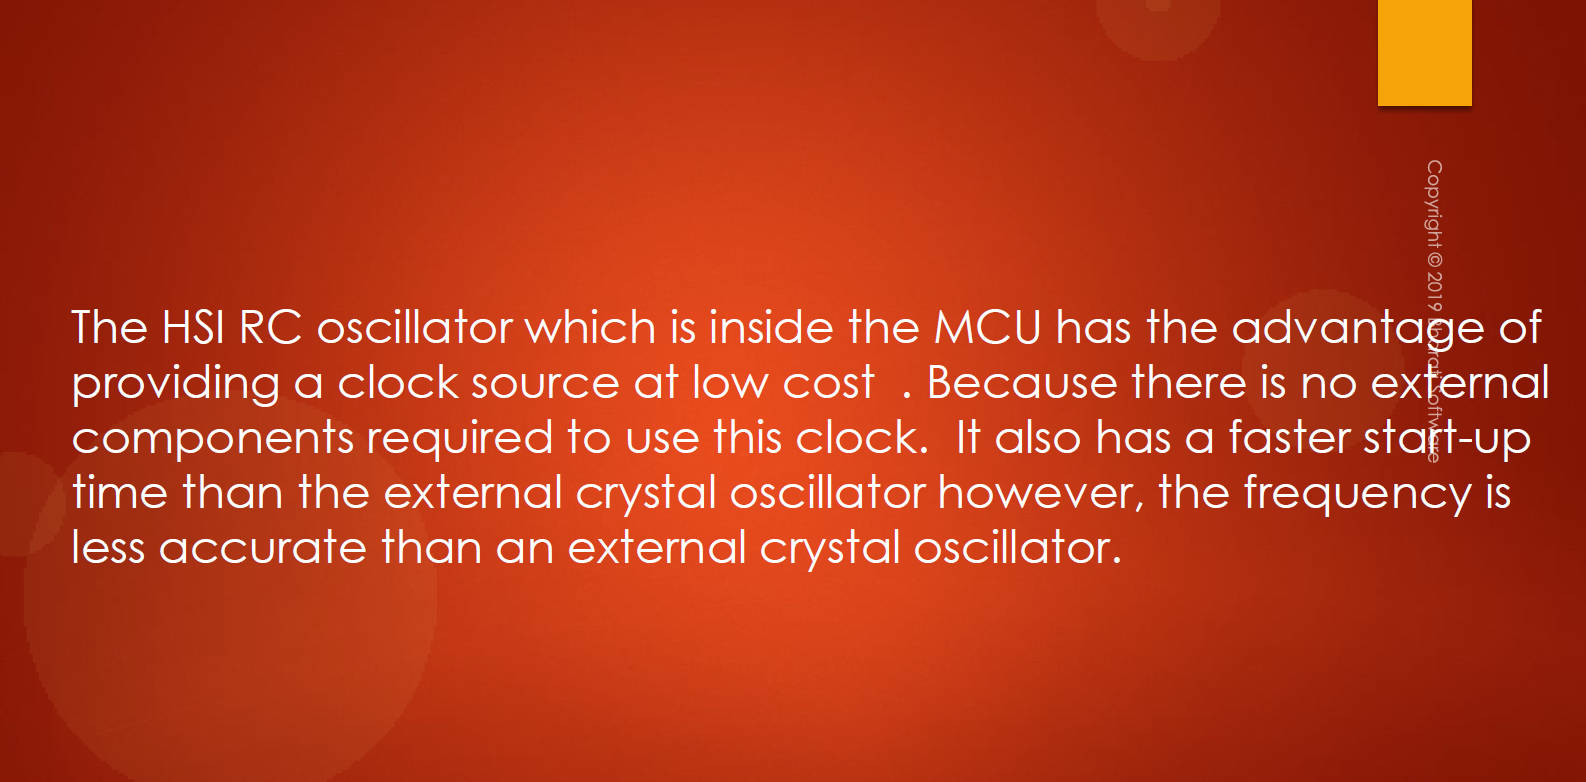 The HSI RC oscillator which is inside the MCU has the advantage of
providing a clock source at low cost  . Because there is no external
components required to use this clock.  It also has a faster start-up
time than the external crystal oscillator however, the frequency is
less accurate than an external crystal oscillator.
Copyright © 2019 Bharati Software